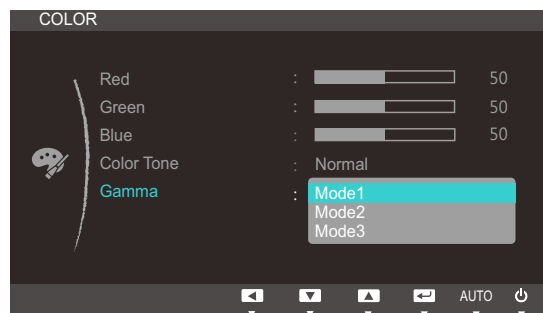 COLOR
Red : 50
Green : 50
Blue : 50
Color Tone : Normal
Gamma : Mode1
Mode2
Mode3
AUTO